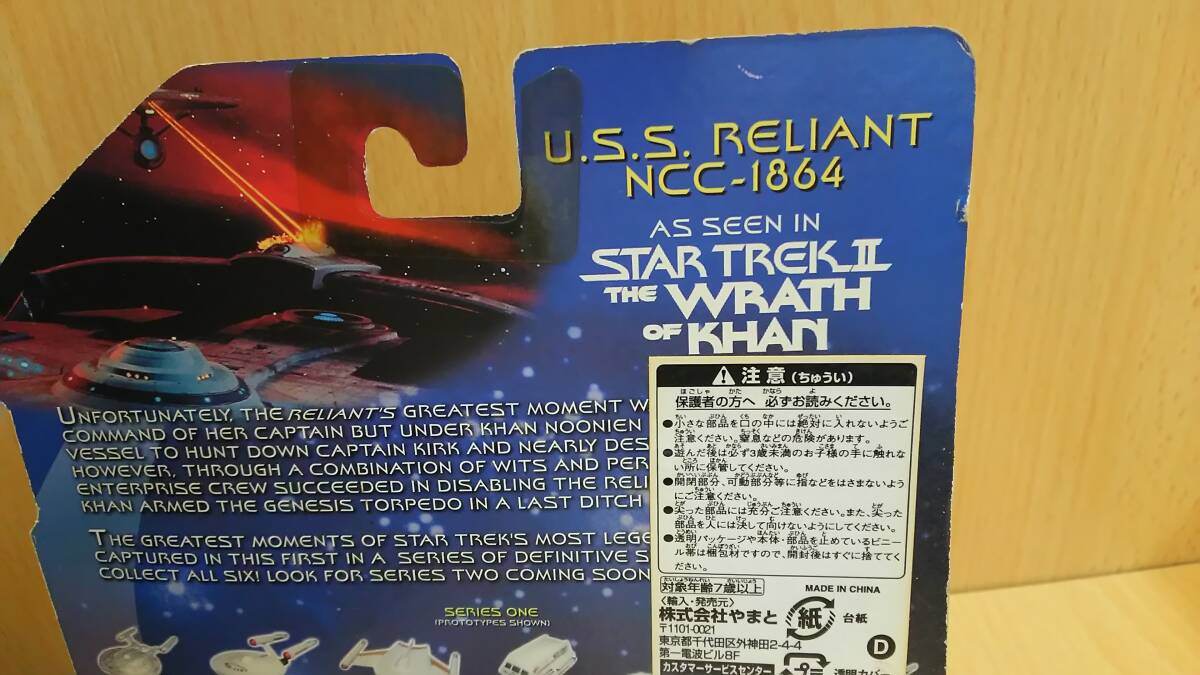 U.S.S. RELIANT
NCC-1864
AS SEEN IN
STAR TREK II
THE WRATH
OF KHAN
UNFORTUNATELY, THE RELIANT'S GREATEST MOMENT W
COMMAND OF HER CAPTAIN BUT UNDER KHAN NOONIEN
VESSEL TO HUNT DOWN CAPTAIN KIRK AND NEARLY DES
HOWEVER, THROUGH A COMBINATION OF WITS AND PER
ENTERPRISE CREW SUCCEEDED IN DISABLING THE RELI
KHAN ARMED THE GENESIS TORPEDO IN A LAST DITCH
THE GREATEST MOMENTS OF STAR TREK'S MOST LEGE
CAPTURED IN THIS FIRST IN A SERIES OF DEFINITIVE S
COLLECT ALL SIX! LOOK FOR SERIES TWO COMING SOON
SERIES ONE
(PROTOTYPES SHOWN)
注意(ちゅうい)
保護者の方へ 必ずお読みください。
●小さな部品を口の中には絶対に入れないようご
注意ください。窒息などの危険があります。
●遊んだ後は必ず3歳未満のお子様の手に触れな
い所に保管してください。
●開閉部分、可動部分等に指などをはさまないよう
にご注意ください。
●尖った部品には充分ご注意ください。また、尖った
部品を人には決して向けないようにしてください。
●透明パッケージや本体・部品を止めているビニー
ル帯は梱包材ですので、開封後はすぐに捨ててく
ださい。
対象年齢7歳以上
MADE IN CHINA
〈輸入・発売元〉
株式会社やまと
〒1101-0021
東京都千代田区外神田2-4-4
第一電波ビル8F
カスタマーサービスセンター
紙
台紙
D
プラ
透明カバー